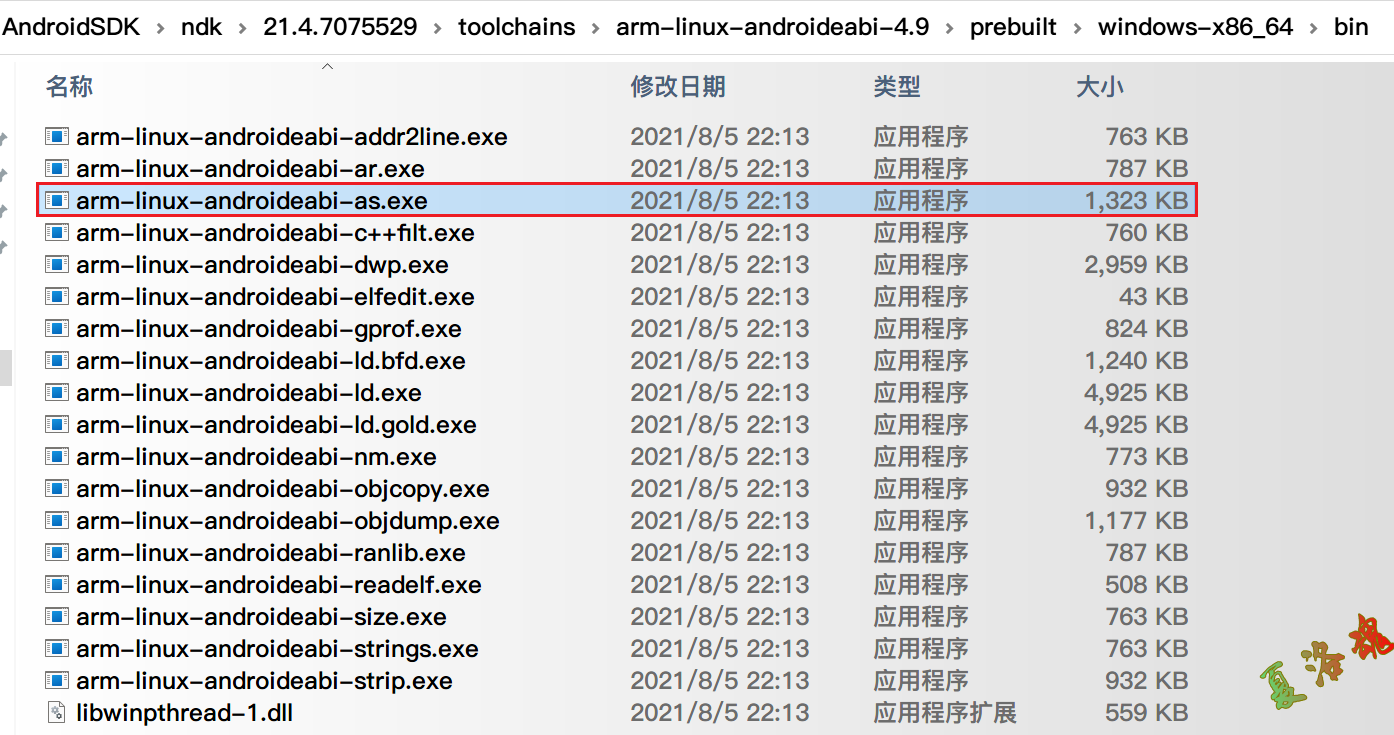 AndroidSDK > ndk > 21.4.7075529 > toolchains > arm-linux-androideabi-4.9 > prebuilt > windows-x86_64 > bin
名称 修改日期 类型 大小
arm-linux-androideabi-addr2line.exe 2021/8/5 22:13 应用程序 763 KB
arm-linux-androideabi-ar.exe 2021/8/5 22:13 应用程序 787 KB
arm-linux-androideabi-as.exe 2021/8/5 22:13 应用程序 1,323 KB
arm-linux-androideabi-c++filt.exe 2021/8/5 22:13 应用程序 760 KB
arm-linux-androideabi-dwp.exe 2021/8/5 22:13 应用程序 2,959 KB
arm-linux-androideabi-elfedit.exe 2021/8/5 22:13 应用程序 43 KB
arm-linux-androideabi-gprof.exe 2021/8/5 22:13 应用程序 824 KB
arm-linux-androideabi-ld.bfd.exe 2021/8/5 22:13 应用程序 1,240 KB
arm-linux-androideabi-ld.exe 2021/8/5 22:13 应用程序 4,925 KB
arm-linux-androideabi-ld.gold.exe 2021/8/5 22:13 应用程序 4,925 KB
arm-linux-androideabi-nm.exe 2021/8/5 22:13 应用程序 773 KB
arm-linux-androideabi-objcopy.exe 2021/8/5 22:13 应用程序 932 KB
arm-linux-androideabi-objdump.exe 2021/8/5 22:13 应用程序 1,177 KB
arm-linux-androideabi-ranlib.exe 2021/8/5 22:13 应用程序 787 KB
arm-linux-androideabi-readelf.exe 2021/8/5 22:13 应用程序 508 KB
arm-linux-androideabi-size.exe 2021/8/5 22:13 应用程序 763 KB
arm-linux-androideabi-strings.exe 2021/8/5 22:13 应用程序 763 KB
arm-linux-androideabi-strip.exe 2021/8/5 22:13 应用程序 932 KB
libwinpthread-1.dll 2021/8/5 22:13 应用程序扩展 559 KB